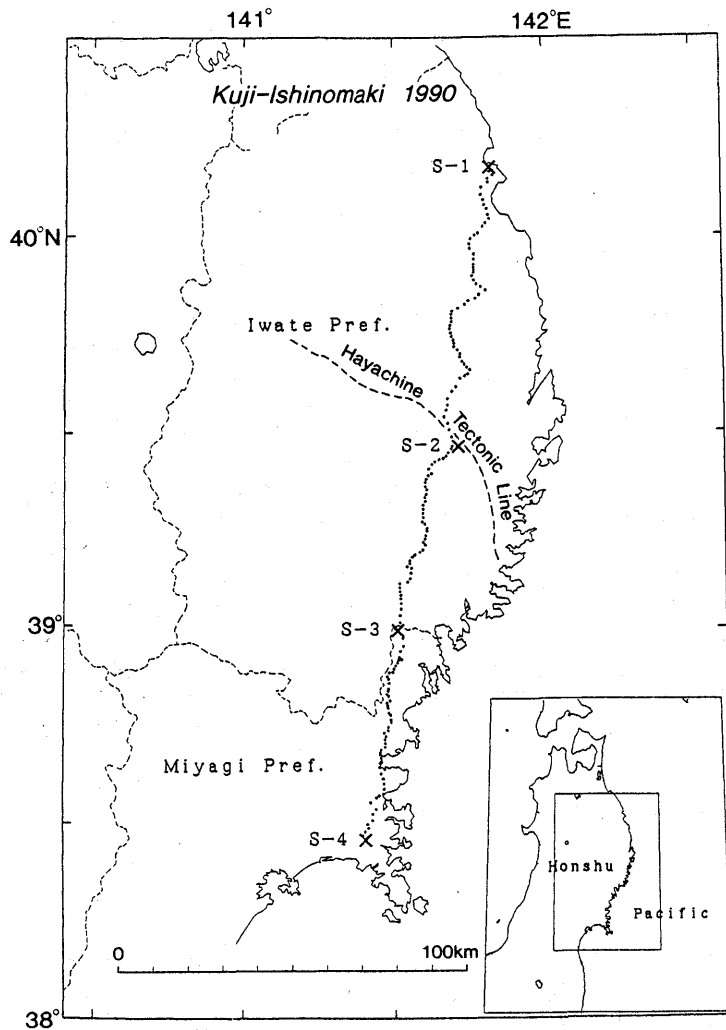 141° 142°E
Kuji-Ishinomaki 1990
S-1
40°N
Iwate Pref.
Hayachine
Tectonic
Line
S-2
39°
S-3
Miyagi Pref.
S-4
Honshu
Pacific
0 100km
38°